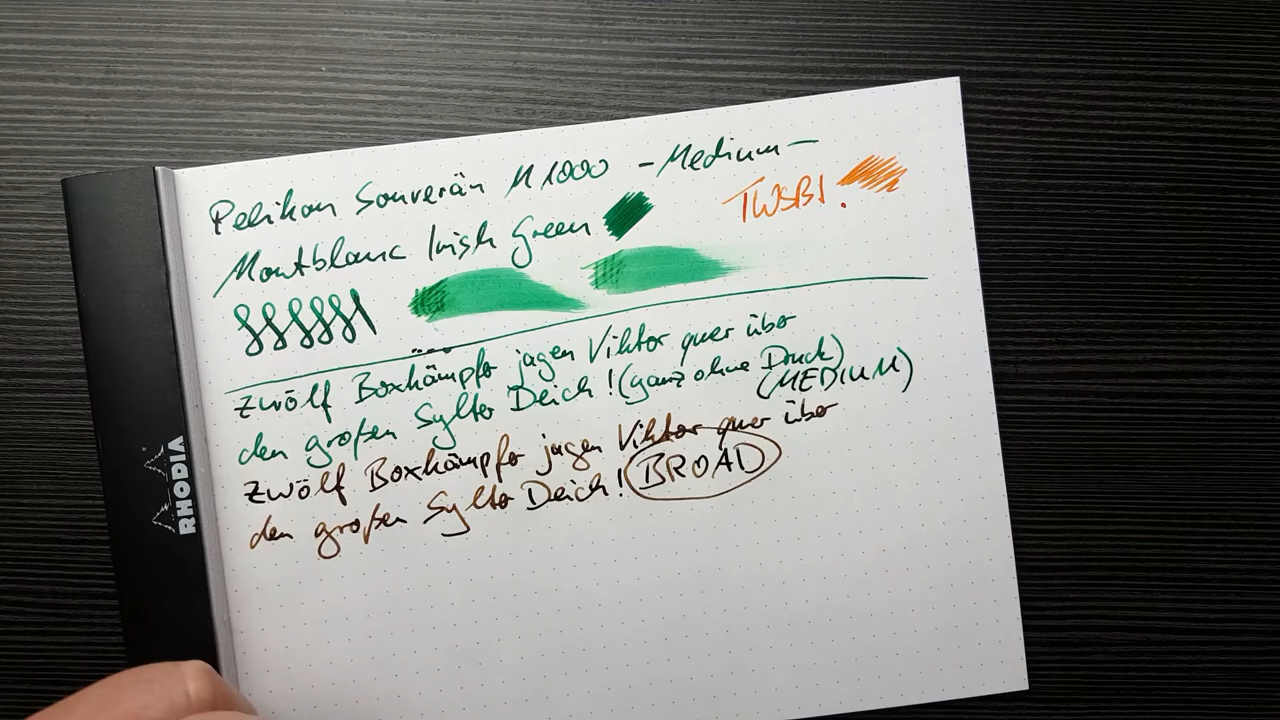 Pelikan Souverän M1000 - Medium -
TWSBI.
Montblanc Irish Green
Zwölf Boxkämpfer jagen Viktor quer über
den großen Sylter Deich! (ganz ohne Druck)
(MEDIUM)
Zwölf Boxkämpfer jagen Viktor quer über
den großen Sylter Deich! BROAD
RHODIA